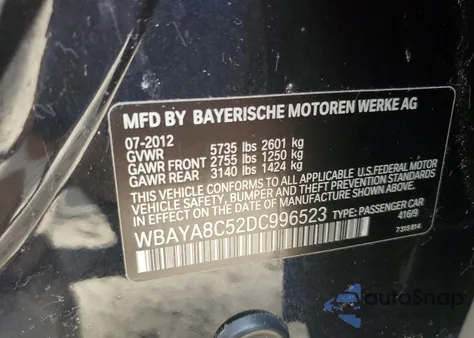 MFD BY BAYERISCHE MOTOREN WERKE AG
07-2012
GVWR 5735 lbs 2601 kg
GAWR FRONT 2755 lbs 1250 kg
GAWR REAR 3140 lbs 1424 kg
THIS VEHICLE CONFORMS TO ALL APPLICABLE U.S.FEDERAL MOTOR
VEHICLE SAFETY, BUMPER AND THEFT PREVENTION STANDARDS
IN EFFECT ON THE DATE OF MANUFACTURE SHOWN ABOVE.
WBAYA8C52DC996523 TYPE: PASSENGER CAR
416/9
7315814
autoSnap